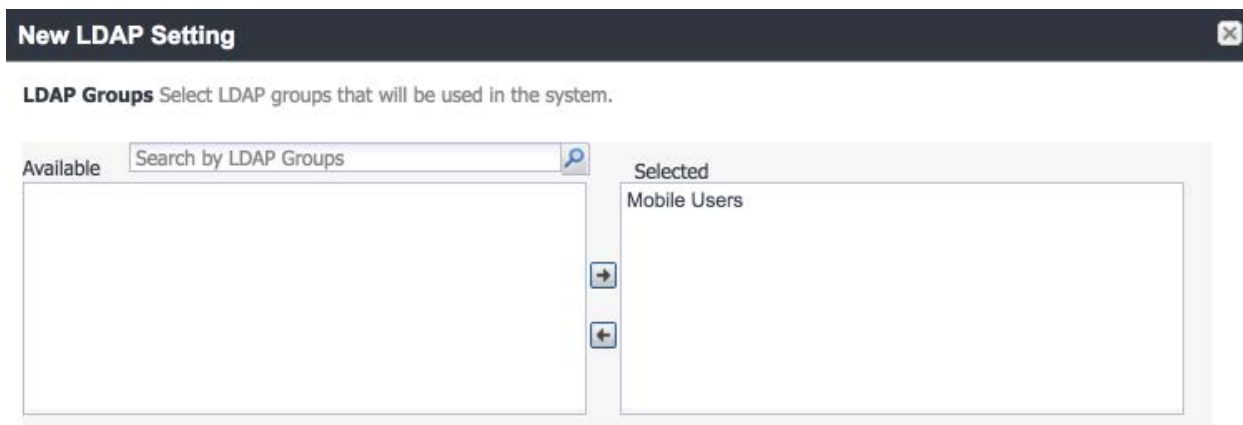 New LDAP Setting
LDAP Groups Select LDAP groups that will be used in the system.
Available
Search by LDAP Groups
Selected
Mobile Users